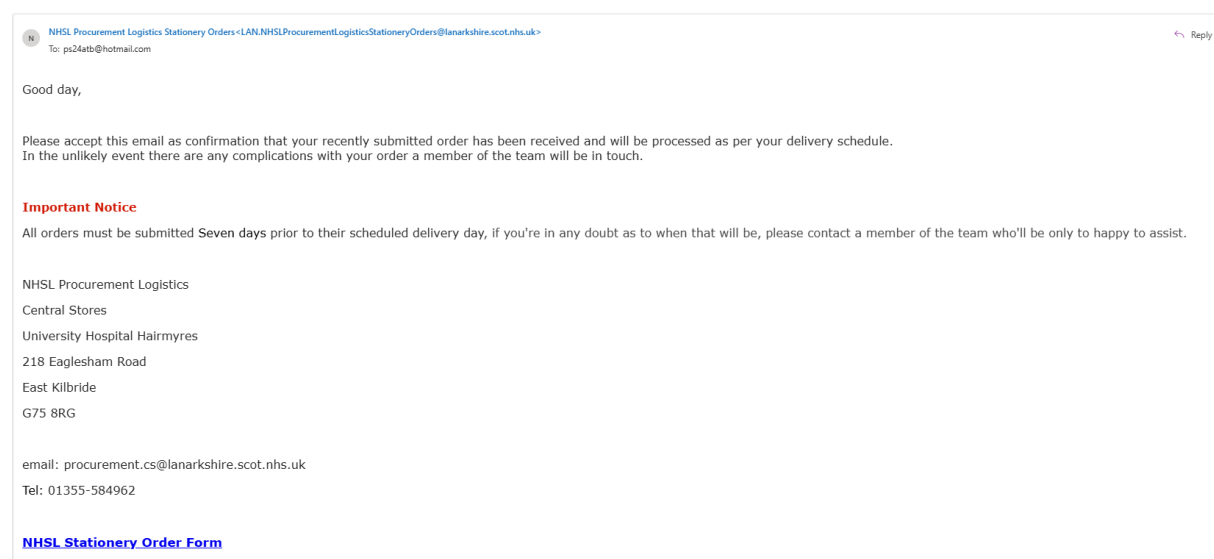 N
NHSL Procurement Logistics Stationery Orders<LAN.NHSLProcurementLogisticsStationeryOrders@lanarkshire.scot.nhs.uk>
Reply
To: ps24atb@hotmail.com
Good day,
Please accept this email as confirmation that your recently submitted order has been received and will be processed as per your delivery schedule.
In the unlikely event there are any complications with your order a member of the team will be in touch.
Important Notice
All orders must be submitted Seven days prior to their scheduled delivery day, if you're in any doubt as to when that will be, please contact a member of the team who'll be only to happy to assist.
NHSL Procurement Logistics
Central Stores
University Hospital Hairmyres
218 Eaglesham Road
East Kilbride
G75 8RG
email: procurement.cs@lanarkshire.scot.nhs.uk
Tel: 01355-584962
NHSL Stationery Order Form